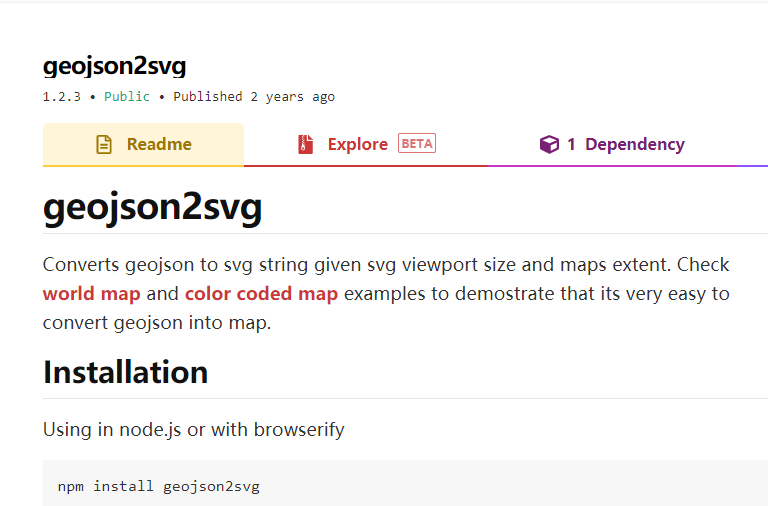 geojson2svg
1.2.3 • Public • Published 2 years ago
Readme Explore BETA 1 Dependency
geojson2svg
Converts geojson to svg string given svg viewport size and maps extent. Check
world map and color coded map examples to demostrate that its very easy to
convert geojson into map.
Installation
Using in node.js or with browserify
npm install geojson2svg